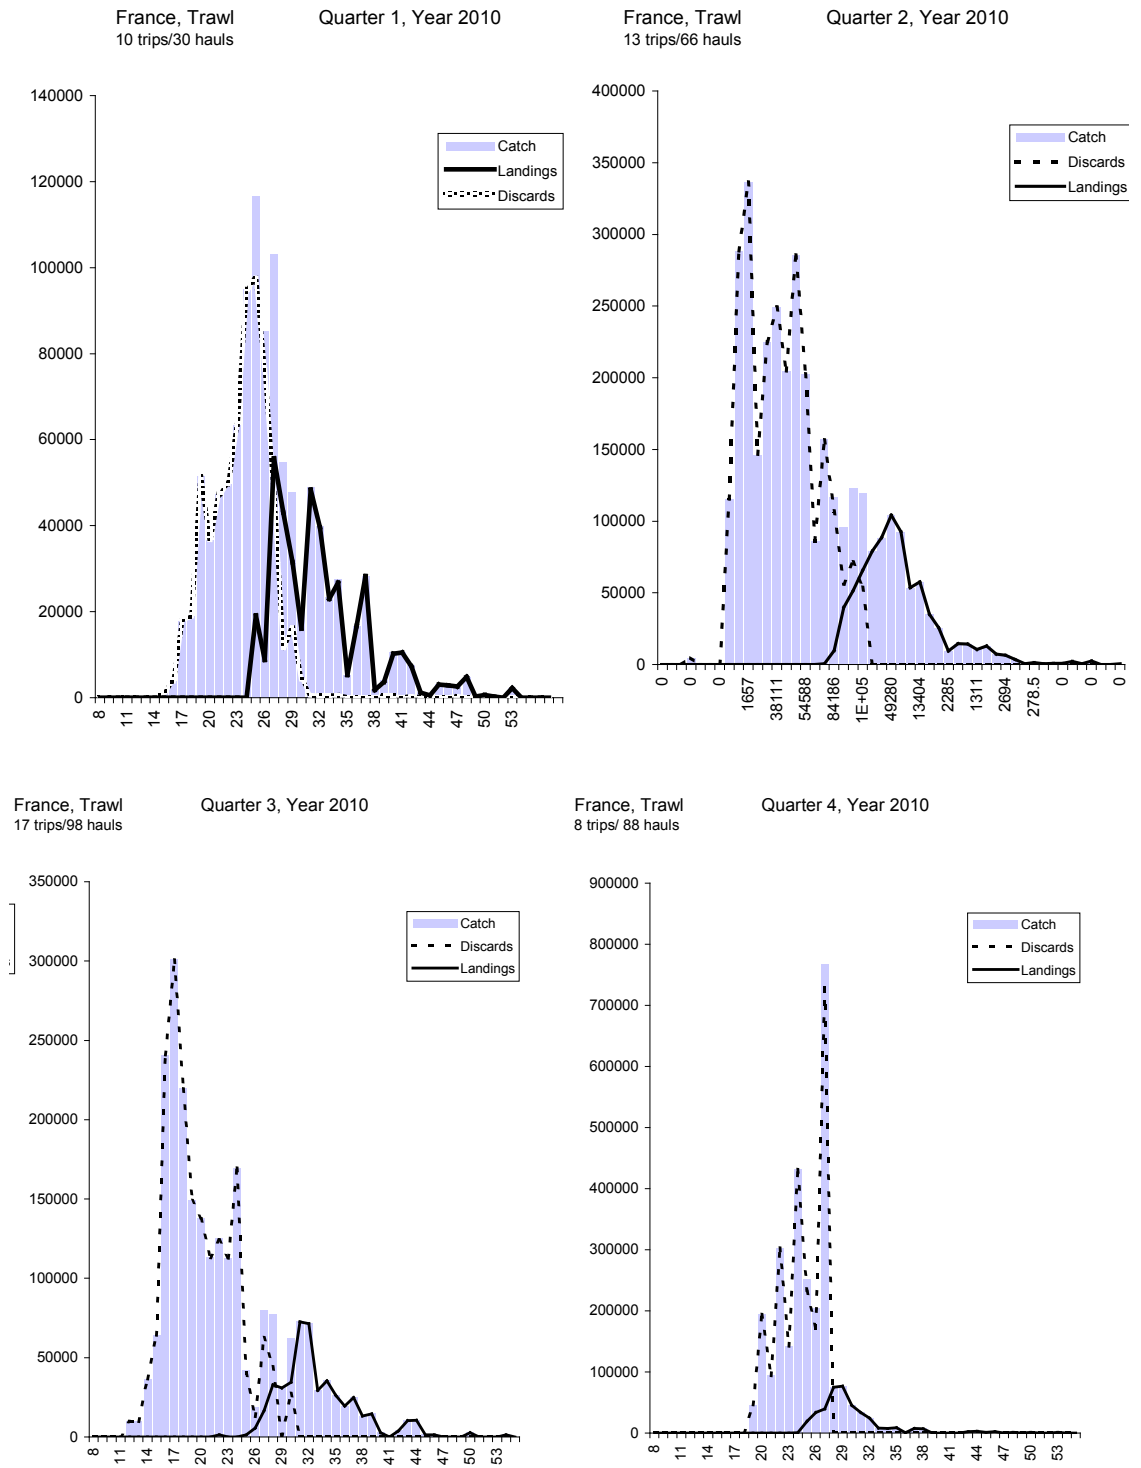 France, Trawl
Quarter 1, Year 2010
10 trips/30 hauls
140000
120000
100000
80000
60000
40000
20000
0
Catch
Landings
Discards
8 11 14 17 20 23 26 29 32 35 38 41 44 47 50 53
France, Trawl
Quarter 2, Year 2010
13 trips/66 hauls
400000
350000
300000
250000
200000
150000
100000
50000
0
Catch
Discards
Landings
0 0 0 1657 38111 54588 84186 1E+05 49280 13404 2285 1311 2694 278.5 0 0 0
France, Trawl
Quarter 3, Year 2010
17 trips/98 hauls
350000
300000
250000
200000
150000
100000
50000
0
Catch
Discards
Landings
8 11 14 17 20 23 26 29 32 35 38 41 44 47 50 53
France, Trawl
Quarter 4, Year 2010
8 trips/ 88 hauls
900000
800000
700000
600000
500000
400000
300000
200000
100000
0
Catch
Discards
Landings
8 11 14 17 20 23 26 29 32 35 38 41 44 47 50 53